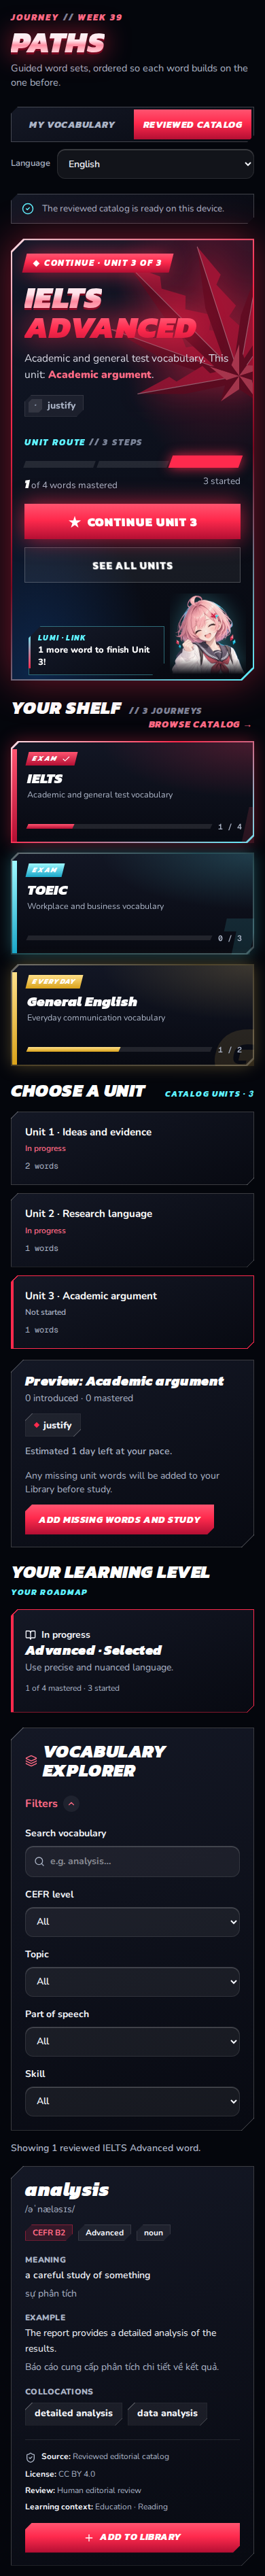 JOURNEY // WEEK 39
PATHS
Guided word sets, ordered so each word builds on the
one before.
MY VOCABULARY
REVIEWED CATALOG
Language
English
The reviewed catalog is ready on this device.
CONTINUE · UNIT 3 OF 3
IELTS
ADVANCED
Academic and general test vocabulary. This
unit: Academic argument.
justify
UNIT ROUTE // 3 STEPS
1 of 4 words mastered
3 started
CONTINUE UNIT 3
SEE ALL UNITS
LUMI · LINK
1 more word to finish Unit
3!
YOUR SHELF // 3 JOURNEYS
BROWSE CATALOG →
EXAM
IELTS
Academic and general test vocabulary
1 / 4
EXAM
TOEIC
Workplace and business vocabulary
0 / 3
EVERYDAY
General English
Everyday communication vocabulary
1 / 2
CHOOSE A UNIT
CATALOG UNITS · 3
Unit 1 · Ideas and evidence
In progress
2 words
Unit 2 · Research language
In progress
1 words
Unit 3 · Academic argument
Not started
1 words
Preview: Academic argument
0 introduced · 0 mastered
justify
Estimated 1 day left at your pace.
Any missing unit words will be added to your
Library before study.
ADD MISSING WORDS AND STUDY
YOUR LEARNING LEVEL
YOUR ROADMAP
In progress
Advanced · Selected
Use precise and nuanced language.
1 of 4 mastered · 3 started
VOCABULARY
EXPLORER
Filters
Search vocabulary
e.g. analysis...
CEFR level
All
Topic
All
Part of speech
All
Skill
All
Showing 1 reviewed IELTS Advanced word.
analysis
/əˈnæləsɪs/
CEFR B2
Advanced
noun
MEANING
a careful study of something
sự phân tích
EXAMPLE
The report provides a detailed analysis of the
results.
Báo cáo cung cấp phân tích chi tiết về kết quả.
COLLOCATIONS
detailed analysis
data analysis
Source: Reviewed editorial catalog
License: CC BY 4.0
Review: Human editorial review
Learning context: Education · Reading
ADD TO LIBRARY